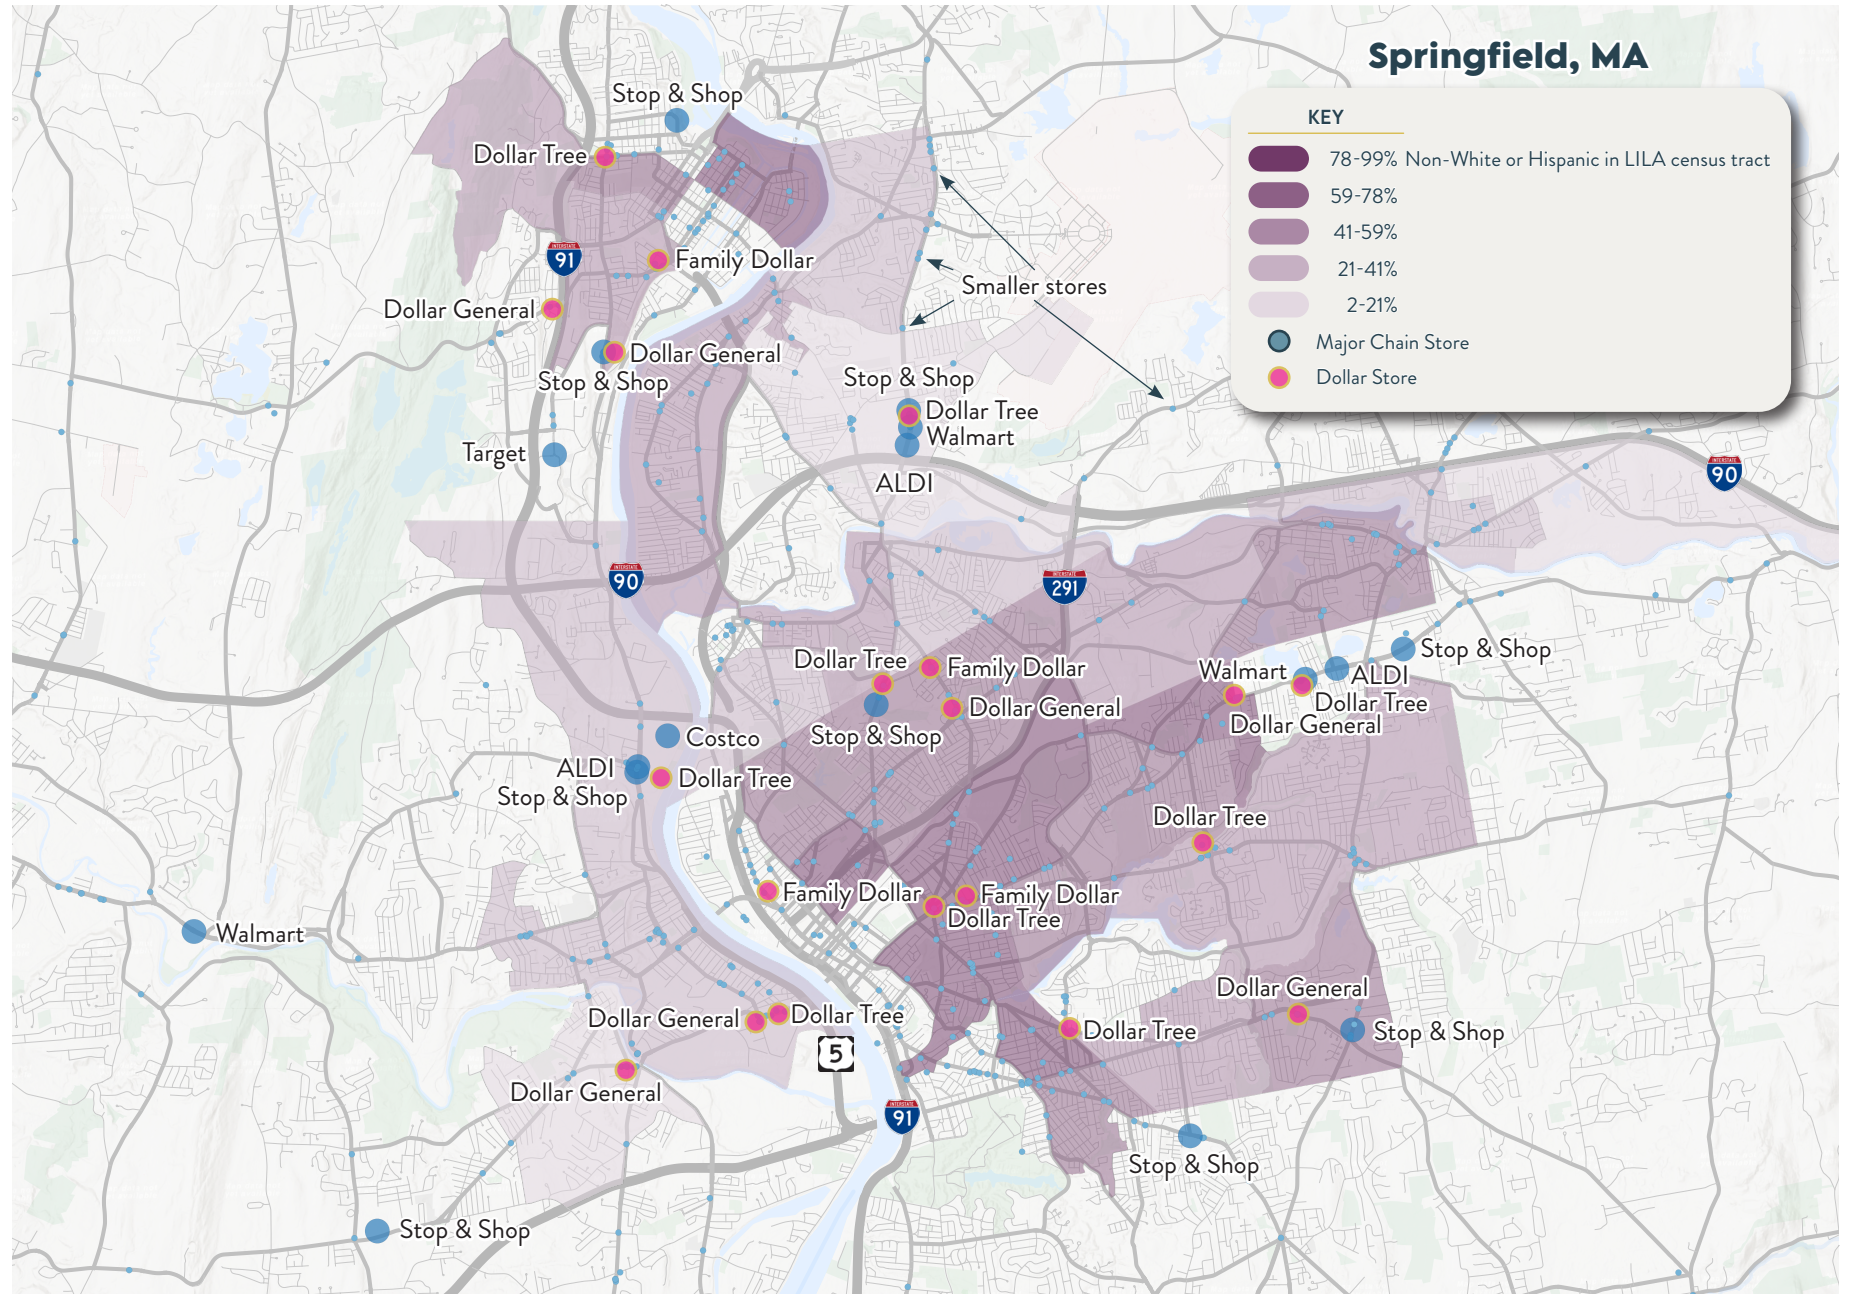 Springfield, MA
KEY
78-99% Non-White or Hispanic in LILA census tract
59-78%
41-59%
21-41%
2-21%
Major Chain Store
Dollar Store
Stop & Shop
Dollar Tree
INTERSTATE
91
Family Dollar
Smaller stores
Dollar General
Dollar General
Stop & Shop
Stop & Shop
Dollar Tree
Walmart
Target
ALDI
INTERSTATE
90
INTERSTATE
90
INTERSTATE
291
Stop & Shop
Dollar Tree
Family Dollar
Walmart
ALDI
Dollar Tree
Dollar General
Dollar General
Stop & Shop
Costco
ALDI
Dollar Tree
Stop & Shop
Dollar Tree
Family Dollar
Family Dollar
Dollar Tree
Walmart
Dollar General
Dollar General
Dollar Tree
Dollar Tree
Stop & Shop
5
Dollar General
INTERSTATE
91
Stop & Shop
Stop & Shop